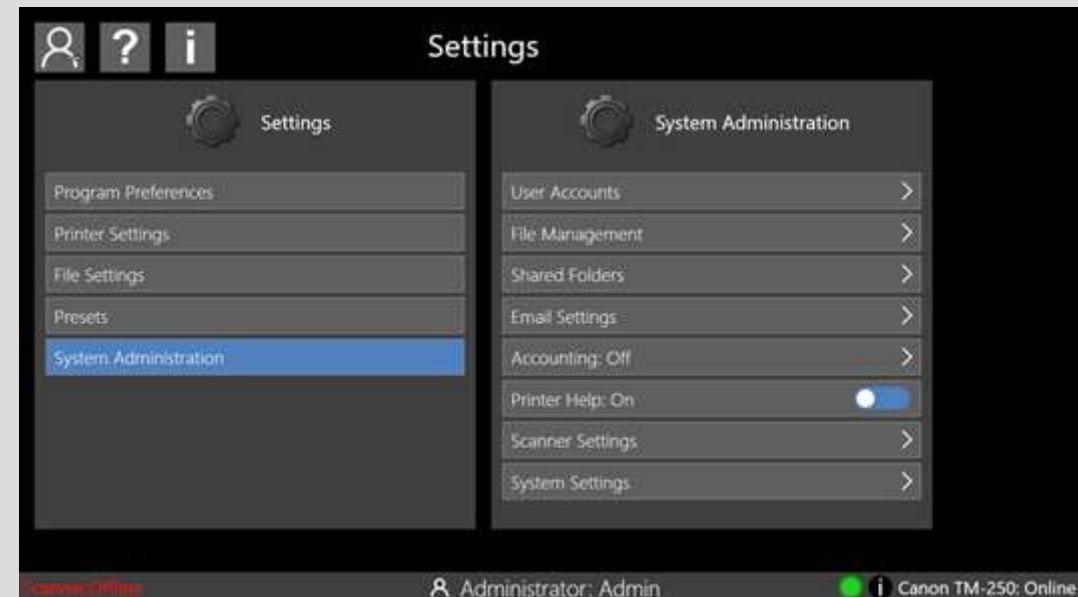 ? i Settings
Settings
Program Preferences
Printer Settings
File Settings
Presets
System Administration
System Administration
User Accounts
File Management
Shared Folders
Email Settings
Accounting: Off
Printer Help: On
Scanner Settings
System Settings
Scanner:Offline
Administrator: Admin
i Canon TM-250: Online